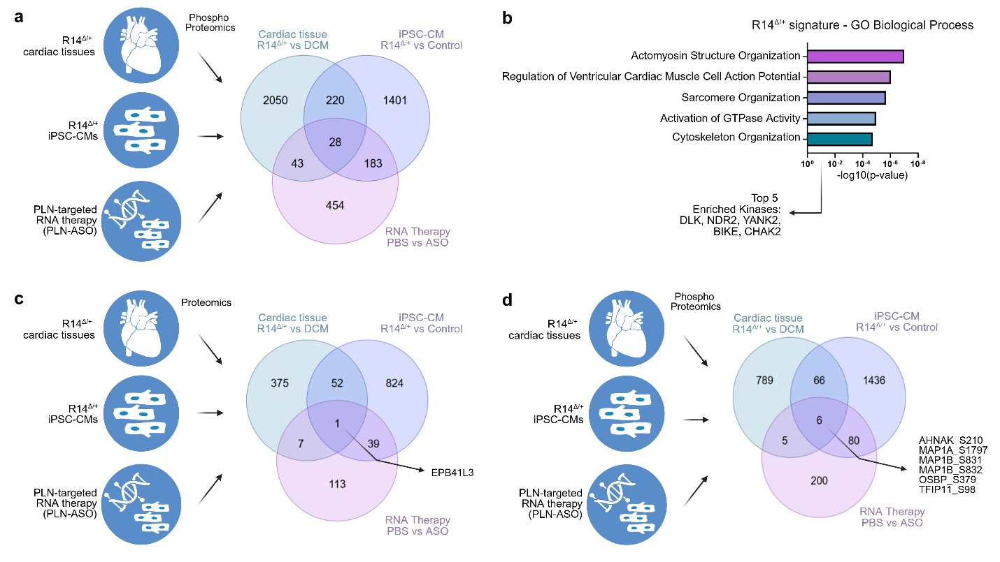 a
R14Δ/+
cardiac tissues
Phospho
Proteomics
R14Δ/+
iPSC-CMs
PLN-targeted
RNA therapy
(PLN-ASO)
Cardiac tissue
R14Δ/+ vs DCM
iPSC-CM
R14Δ/+ vs Control
2050
220
1401
28
43
183
454
RNA Therapy
PBS vs ASO
b
R14Δ/+ signature - GO Biological Process
Actomyosin Structure Organization
Regulation of Ventricular Cardiac Muscle Cell Action Potential
Sarcomere Organization
Activation of GTPase Activity
Cytoskeleton Organization
10⁰ 10⁻² 10⁻⁴ 10⁻⁶ 10⁻⁸
-log10(p-value)
Top 5
Enriched Kinases:
DLK, NDR2, YANK2,
BIKE, CHAK2
c
R14Δ/+
cardiac tissues
Proteomics
R14Δ/+
iPSC-CMs
PLN-targeted
RNA therapy
(PLN-ASO)
Cardiac tissue
R14Δ/+ vs DCM
iPSC-CM
R14Δ/+ vs Control
375
52
824
1
7
39
113
EPB41L3
RNA Therapy
PBS vs ASO
d
R14Δ/+
cardiac tissues
Phospho
Proteomics
R14Δ/+
iPSC-CMs
PLN-targeted
RNA therapy
(PLN-ASO)
Cardiac tissue
R14Δ/+ vs DCM
iPSC-CM
R14Δ/+ vs Control
789
66
1436
6
5
80
200
AHNAK_S210
MAP1A_S1797
MAP1B_S831
MAP1B_S832
OSBP_S379
TFIP11_S98
RNA Therapy
PBS vs ASO